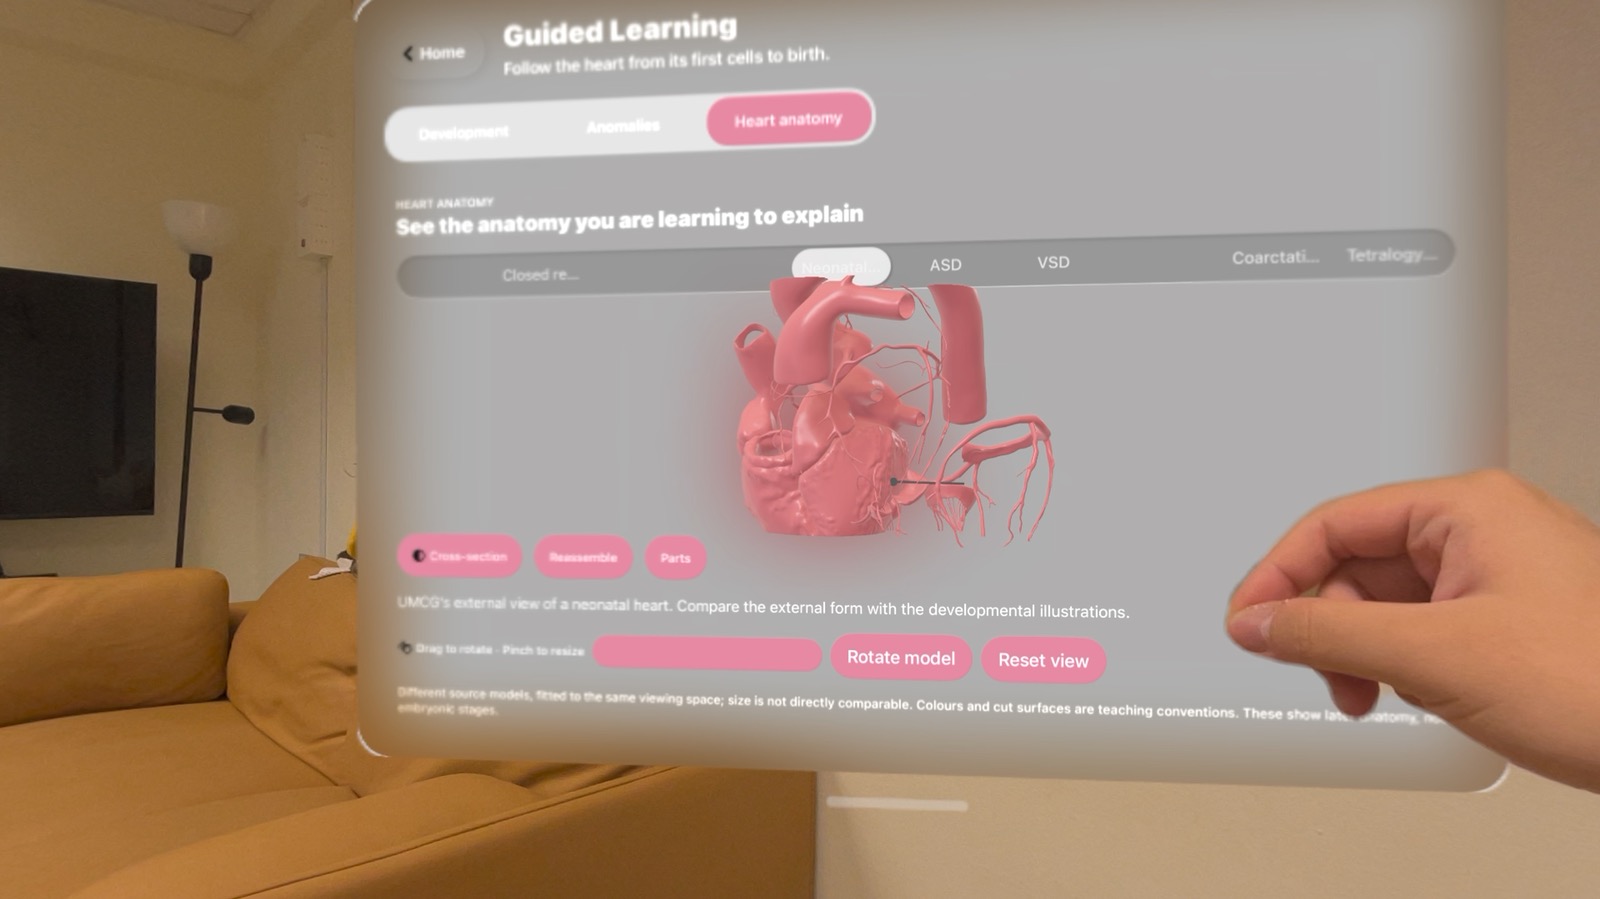 Home
Guided Learning
Follow the heart from its first cells to birth.
Development
Anomalies
Heart anatomy
HEART ANATOMY
See the anatomy you are learning to explain
Closed re...
Neonatal...
ASD
VSD
Coarctati...
Tetralogy...
Cross-section
Reassemble
Parts
UMCG's external view of a neonatal heart. Compare the external form with the developmental illustrations.
Drag to rotate · Pinch to resize
Rotate model
Reset view
Different source models, fitted to the same viewing space; size is not directly comparable. Colours and cut surfaces are teaching conventions. These show
embryonic stages.